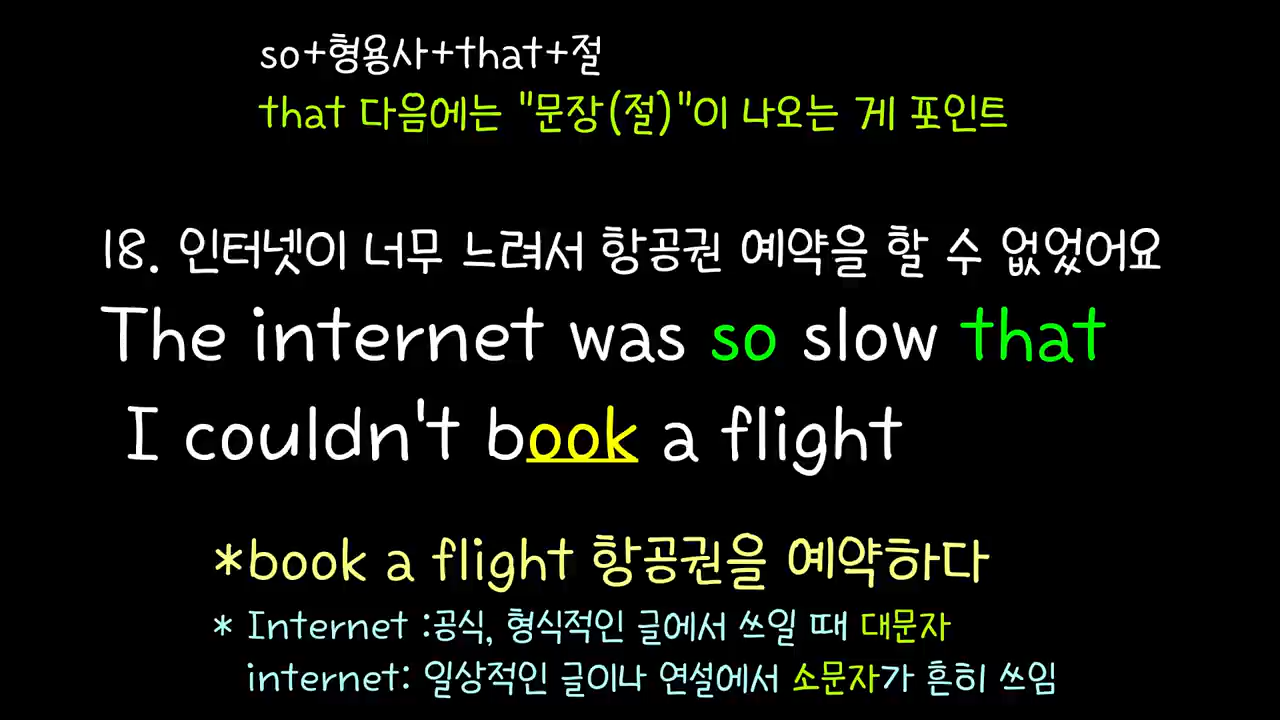 so+형용사+that+절
that 다음에는 "문장(절)"이 나오는 게 포인트
18. 인터넷이 너무 느려서 항공권 예약을 할 수 없었어요
The internet was so slow that
I couldn't book a flight
*book a flight 항공권을 예약하다
* Internet :공식, 형식적인 글에서 쓰일 때 대문자
internet: 일상적인 글이나 연설에서 소문자가 흔히 쓰임